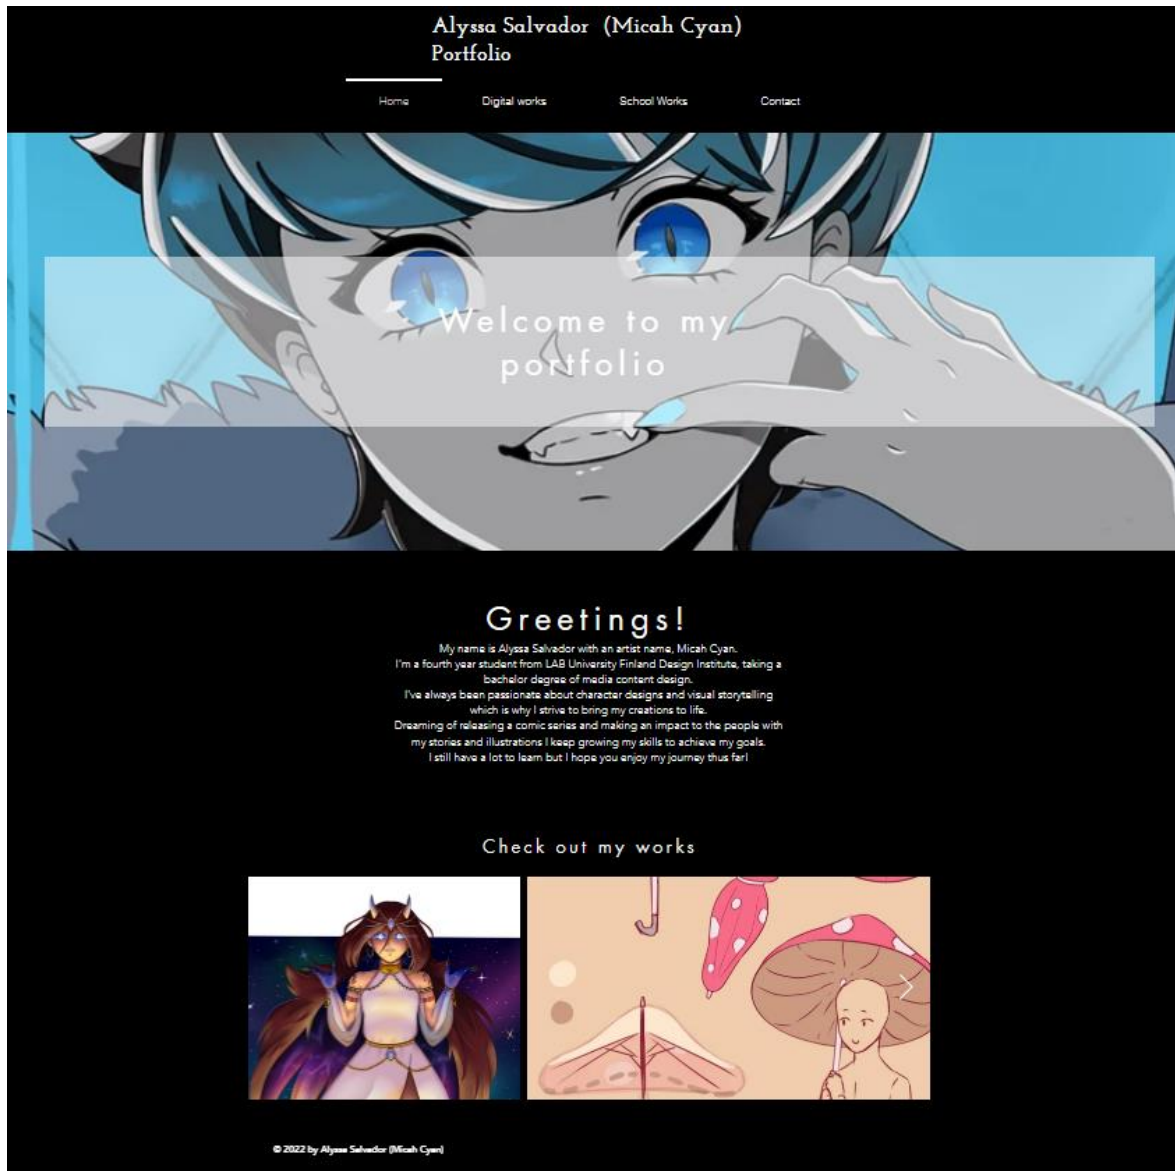 Alyssa Salvador (Micah Cyan)
Portfolio
Home Digital works School Works Contact
Welcome to my
portfolio
Greetings!
My name is Alyssa Salvador with an artist name, Micah Cyan.
I'm a fourth year student from LAB University Finland Design Institute, taking a
bachelor degree of media content design.
I've always been passionate about character designs and visual storytelling
which is why I strive to bring my creations to life.
Dreaming of releasing a comic series and making an impact to the people with
my stories and illustrations I keep growing my skills to achieve my goals.
I still have a lot to learn but I hope you enjoy my journey thus far!
Check out my works
© 2022 by Alyssa Salvador (Micah Cyan)